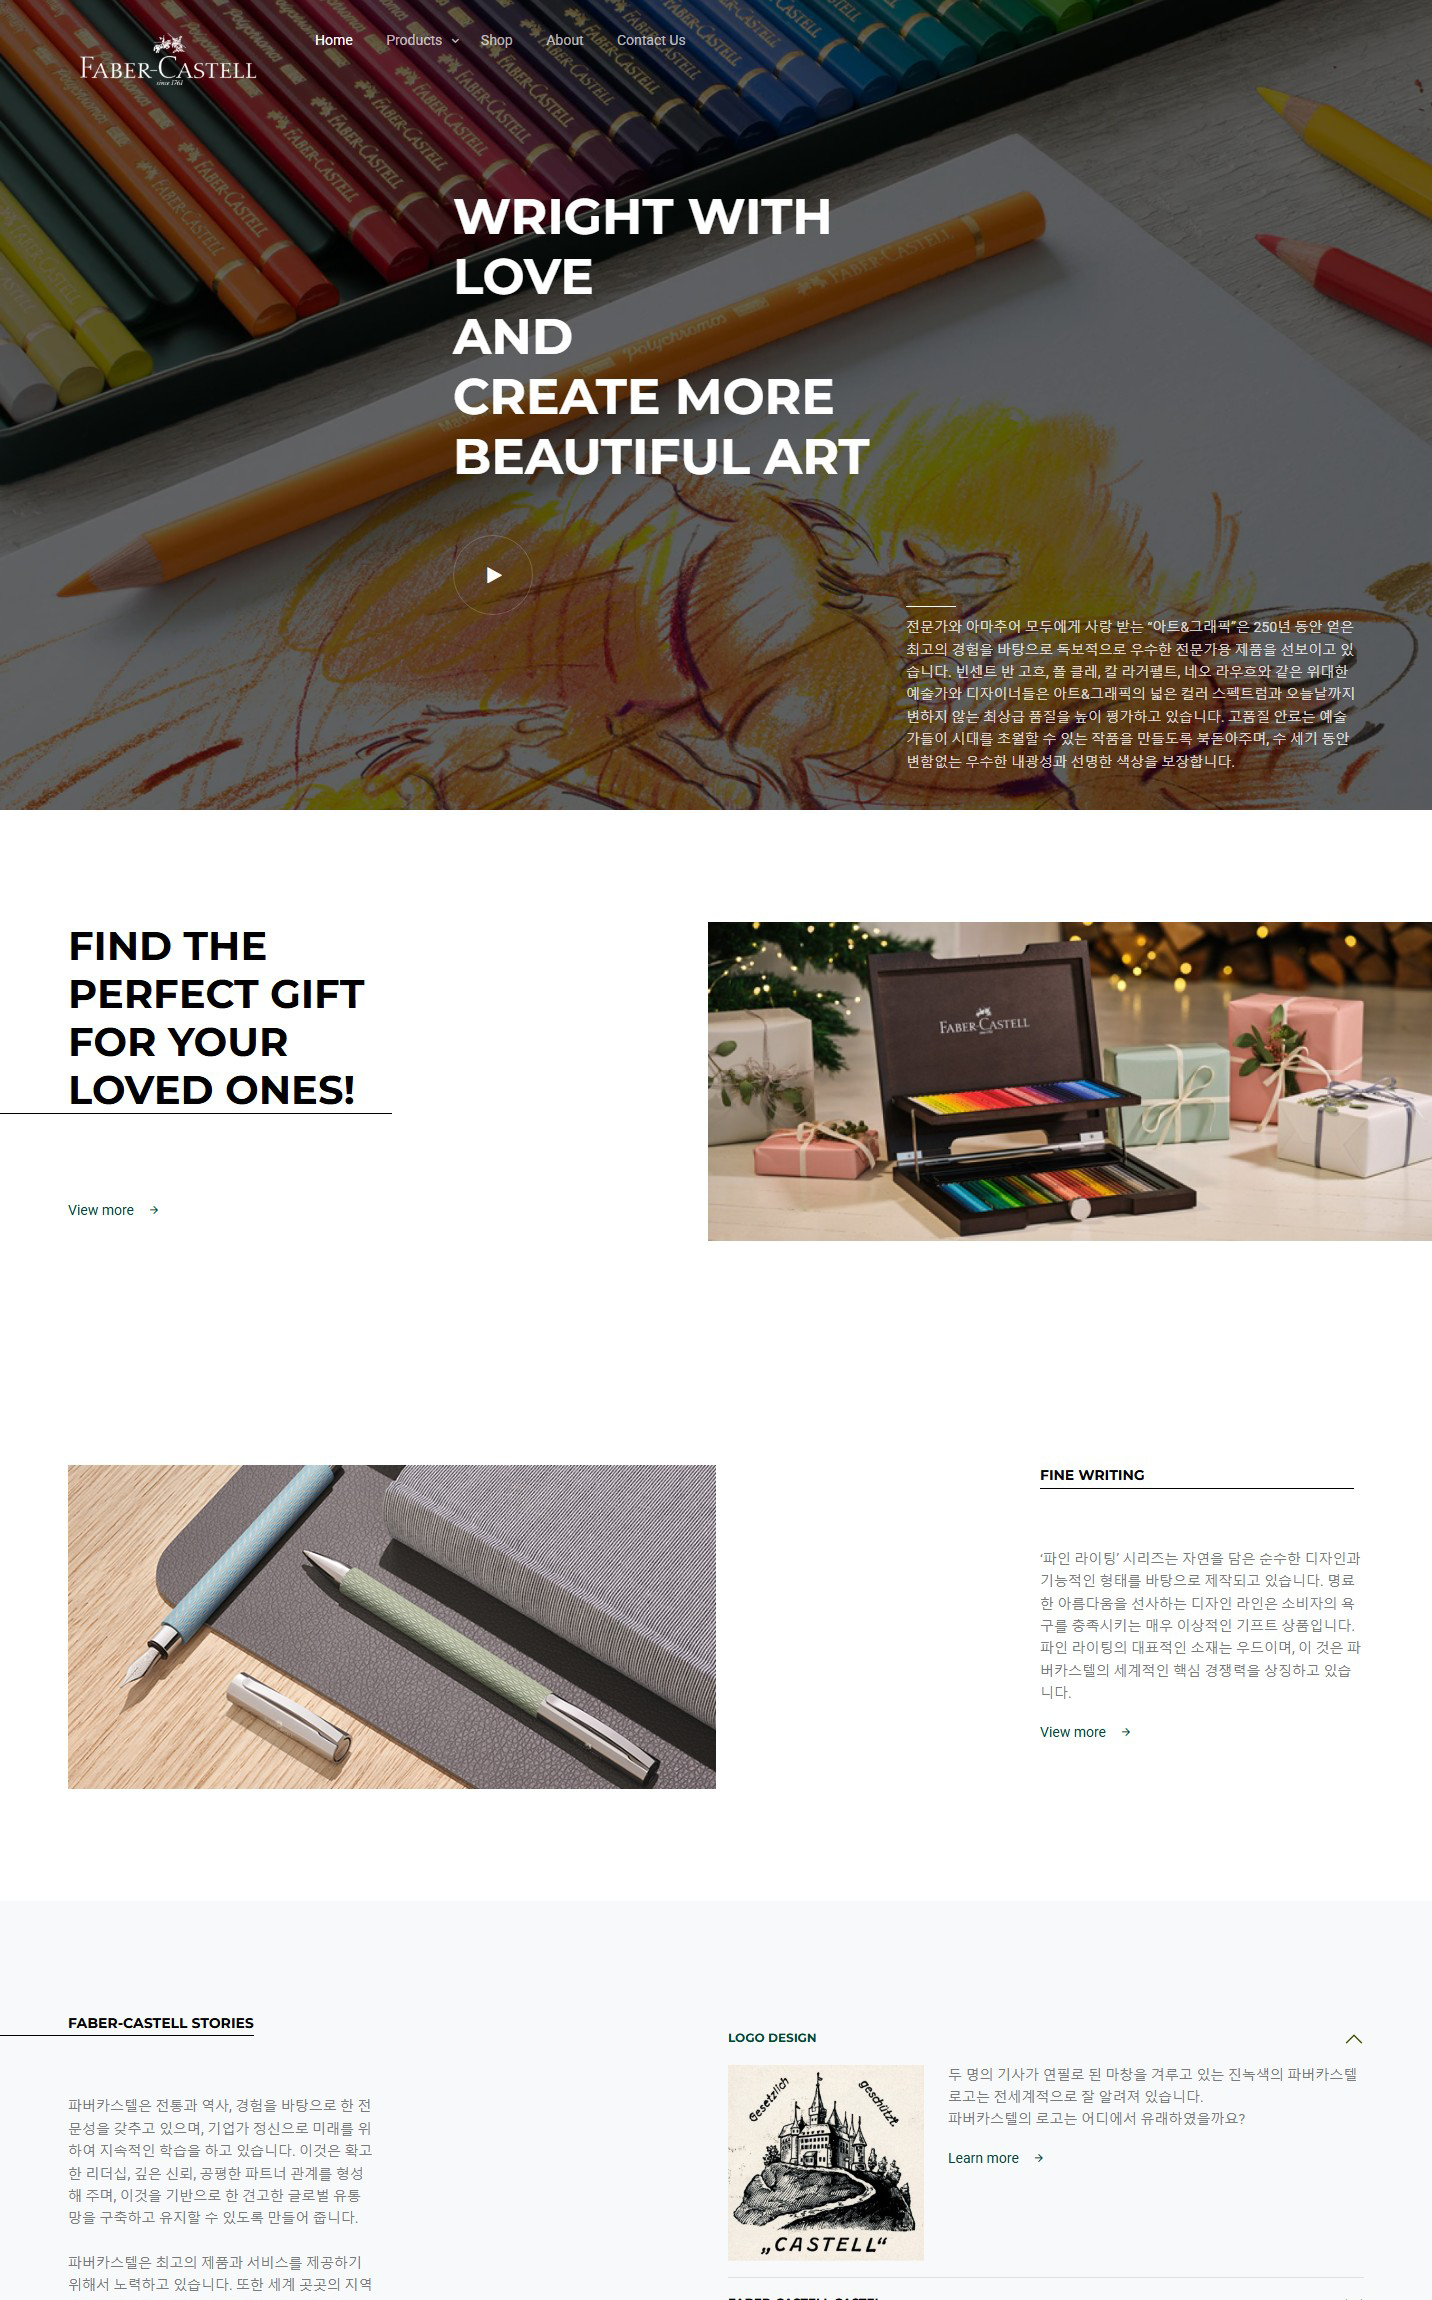 FABER-CASTELL
since 1761
Home Products Shop About Contact Us
WRIGHT WITH
LOVE
AND
CREATE MORE
BEAUTIFUL ART
Polychromos
FABER-CASTELL
전문가와 아마추어 모두에게 사랑 받는 “아트&그래픽”은 250년 동안 얻은
최고의 경험을 바탕으로 독보적으로 우수한 전문가용 제품을 선보이고 있
습니다. 빈센트 반 고흐, 폴 클레, 칼 라거펠트, 네오 라우흐와 같은 위대한
예술가와 디자이너들은 아트&그래픽의 넓은 컬러 스펙트럼과 오늘날까지
변하지 않는 최상급 품질을 높이 평가하고 있습니다. 고품질 안료는 예술
가들이 시대를 초월할 수 있는 작품을 만들도록 북돋아주며, 수 세기 동안
변함없는 우수한 내광성과 선명한 색상을 보장합니다.
FIND THE
PERFECT GIFT
FOR YOUR
LOVED ONES!
View more
FABER-CASTELL
FINE WRITING
‘파인 라이팅’ 시리즈는 자연을 담은 순수한 디자인과
기능적인 형태를 바탕으로 제작되고 있습니다. 명료
한 아름다움을 선사하는 디자인 라인은 소비자의 욕
구를 충족시키는 매우 이상적인 기프트 상품입니다.
파인 라이팅의 대표적인 소재는 우드이며, 이 것은 파
버카스텔의 세계적인 핵심 경쟁력을 상징하고 있습
니다.
View more
FABER-CASTELL STORIES
파버카스텔은 전통과 역사, 경험을 바탕으로 한 전
문성을 갖추고 있으며, 기업가 정신으로 미래를 위
하여 지속적인 학습을 하고 있습니다. 이것은 확고
한 리더십, 깊은 신뢰, 공평한 파트너 관계를 형성
해 주며, 이것을 기반으로 한 견고한 글로벌 유통
망을 구축하고 유지할 수 있도록 만들어 줍니다.
파버카스텔은 최고의 제품과 서비스를 제공하기
위해서 노력하고 있습니다. 또한 세계 곳곳의 지역
LOGO DESIGN
Gesetzlich geschützt.
„CASTELL“
두 명의 기사가 연필로 된 마창을 겨루고 있는 진녹색의 파버카스텔
로고는 전세계적으로 잘 알려져 있습니다.
파버카스텔의 로고는 어디에서 유래하였을까요?
Learn more